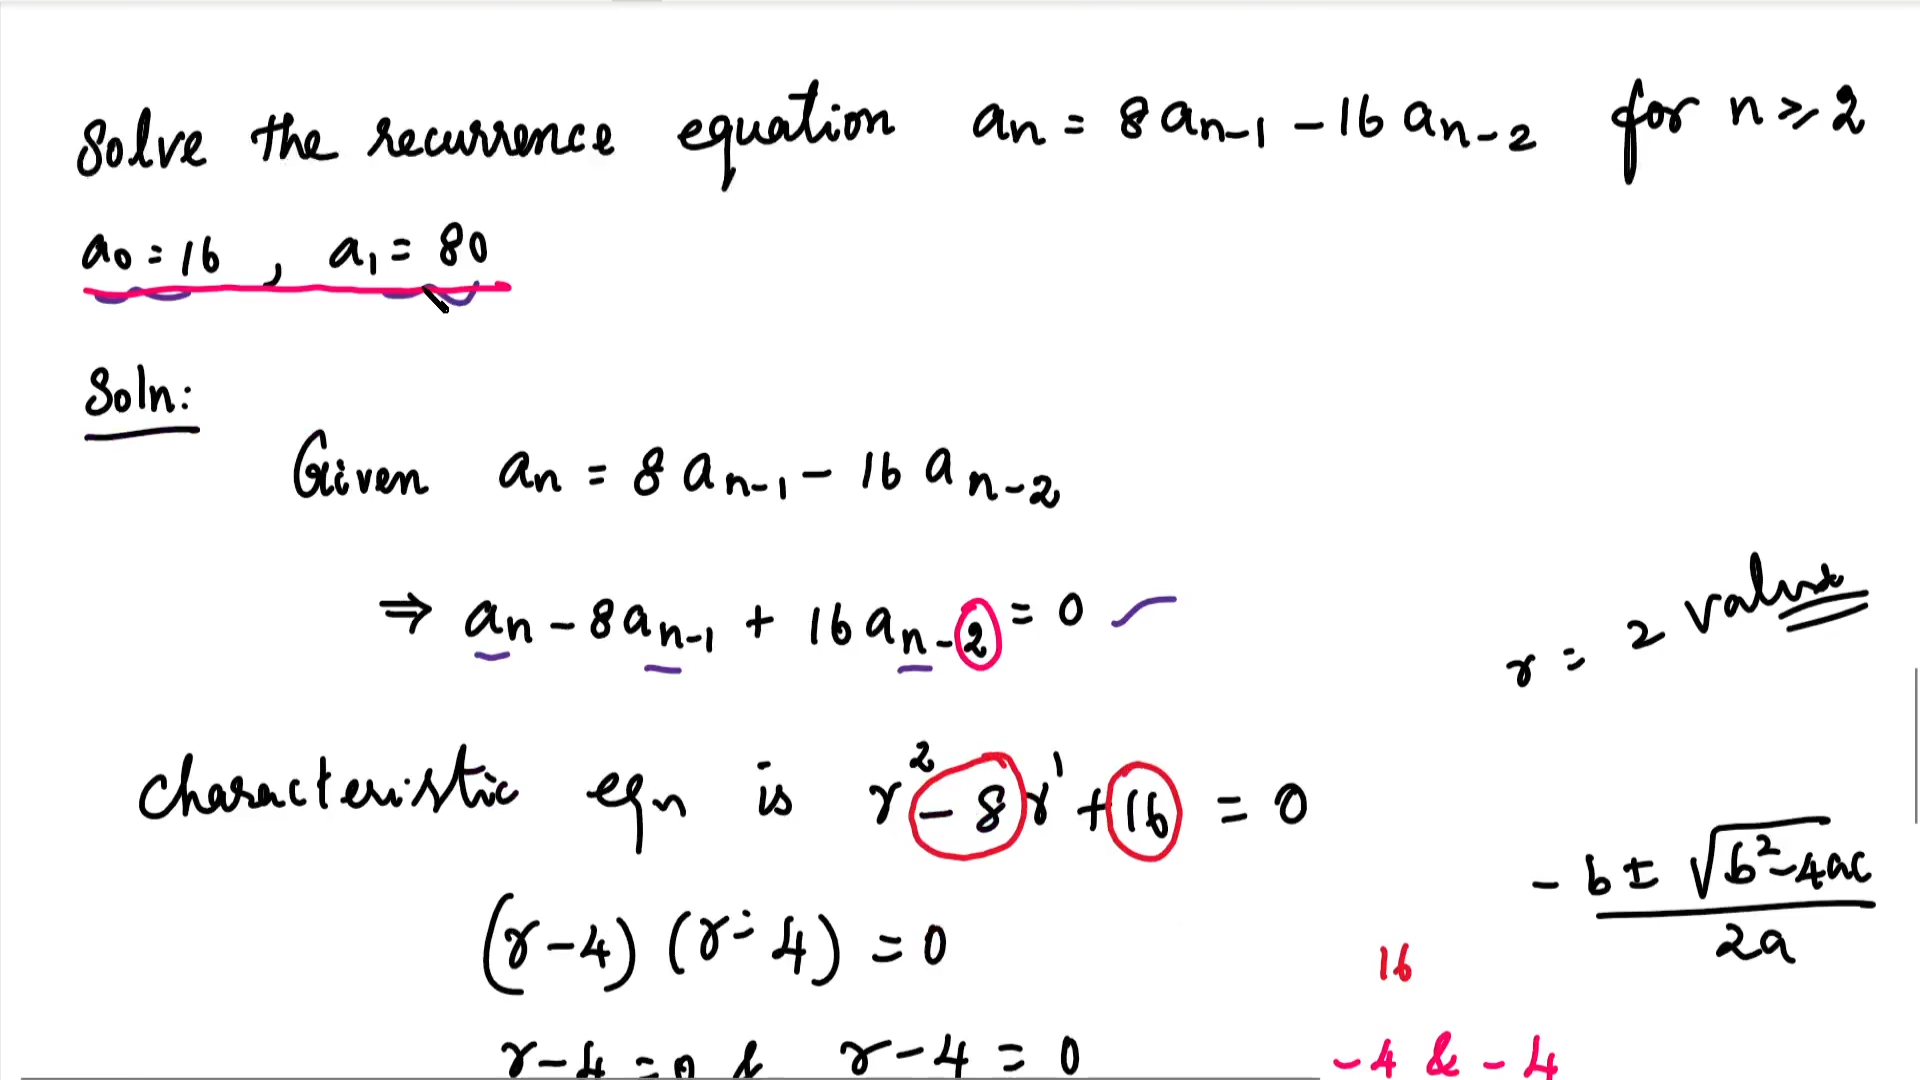 Solve the recurrence equation an = 8an-1 - 16an-2 for n ≥ 2
a0 = 16 , a1 = 80
Soln:
Given an = 8an-1 - 16an-2
⇒ an - 8an-1 + 16an-2 = 0
r = 2 values
characteristic eqn is r² - 8r¹ + 16 = 0
-b ± √b²-4ac
2a
(r-4) (r-4) = 0
16
r-4 = 0 & r-4 = 0
-4 & -4